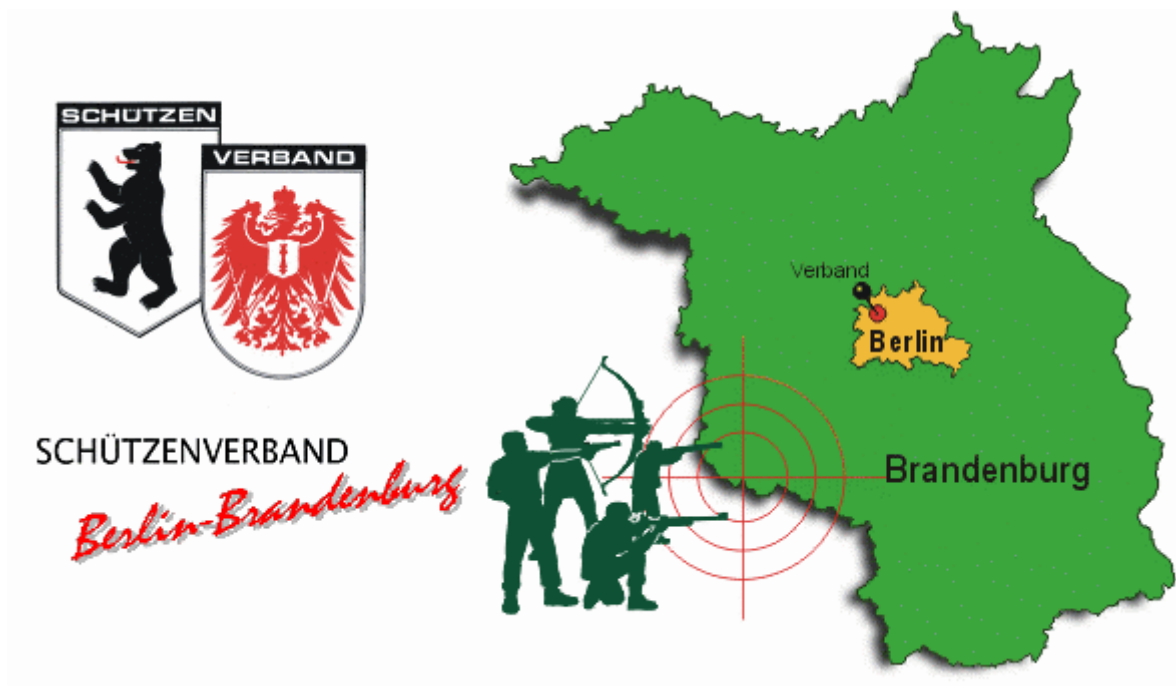 SCHÜTZEN
VERBAND
SCHÜTZENVERBAND
Berlin-Brandenburg
Verband
Berlin
Brandenburg